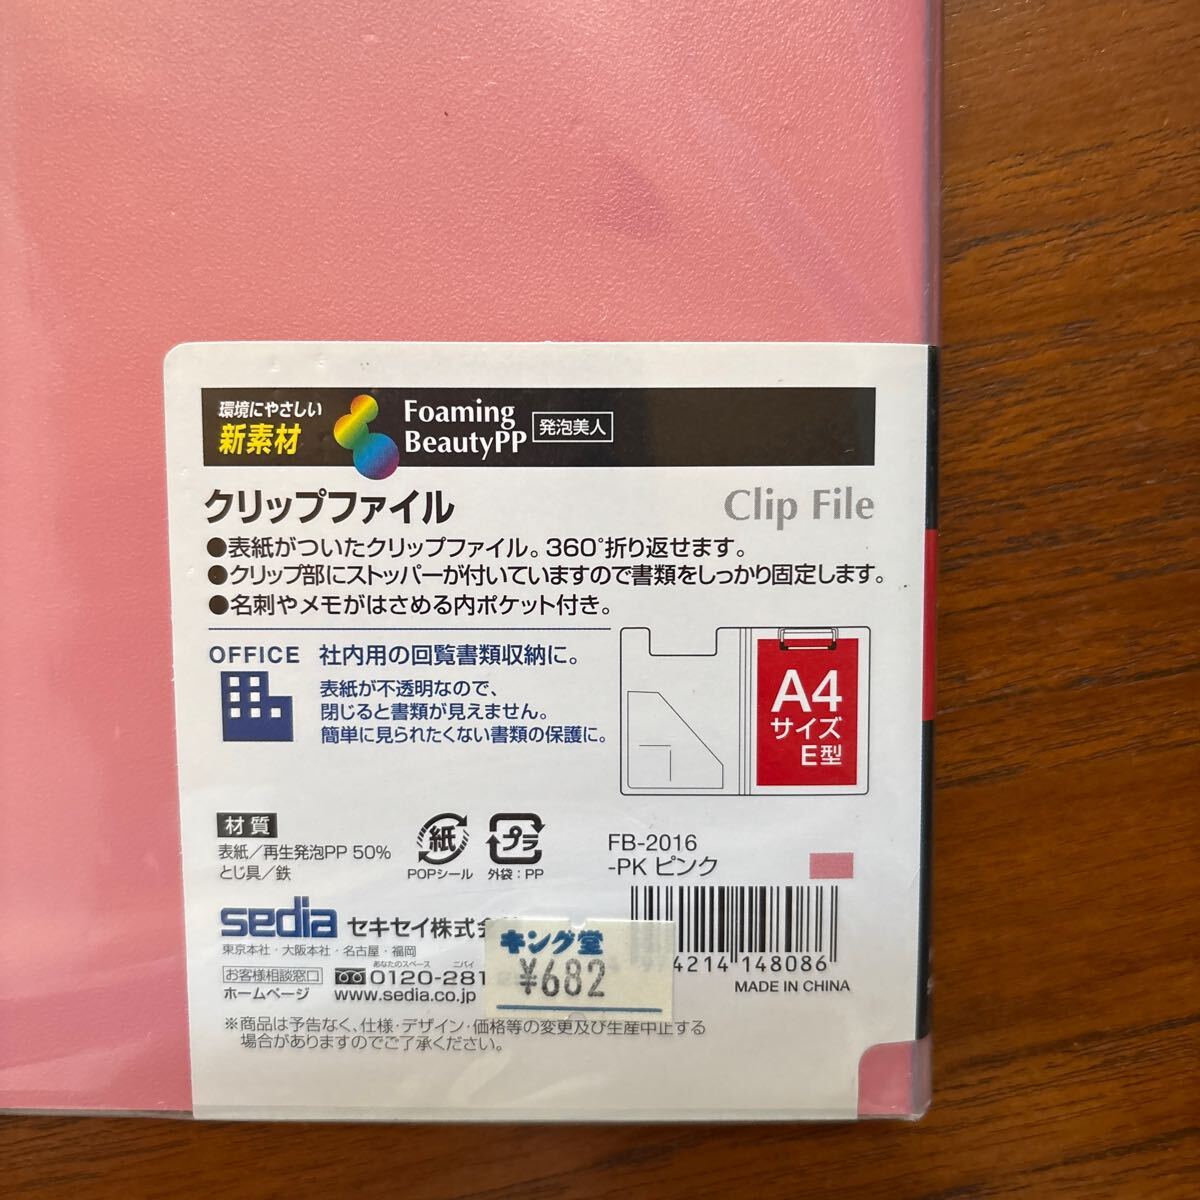 環境にやさしい
新素材
Foaming
BeautyPP
発泡美人
クリップファイル
Clip File
●表紙がついたクリップファイル。360°折り返せます。
●クリップ部にストッパーが付いていますので書類をしっかり固定します。
●名刺やメモがはさめる内ポケット付き。
OFFICE
社内用の回覧書類収納に。
表紙が不透明なので、
閉じると書類が見えません。
簡単に見られたくない書類の保護に。
A4
サイズ
E型
材質
表紙／再生発泡PP 50%
とじ具／鉄
紙
POPシール
プラ
外袋：PP
FB-2016
-PK ピンク
sedia セキセイ株式会
東京本社・大阪本社・名古屋・福岡
お客様相談窓口
あなたのスペース ニバイ
0120-281
ホームページ www.sedia.co.jp
キング堂
¥682
4214 148086
MADE IN CHINA
※商品は予告なく、仕様・デザイン・価格等の変更及び生産中止する
場合がありますのでご了承ください。